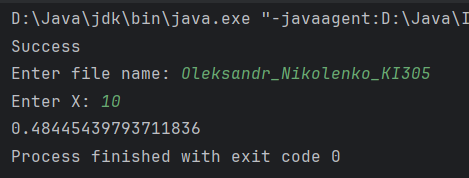 D:\Java\jdk\bin\java.exe "-javaagent:D:\Java\I
Success
Enter file name: Oleksandr_Nikolenko_KI305
Enter X: 10
0.48445439793711836
Process finished with exit code 0